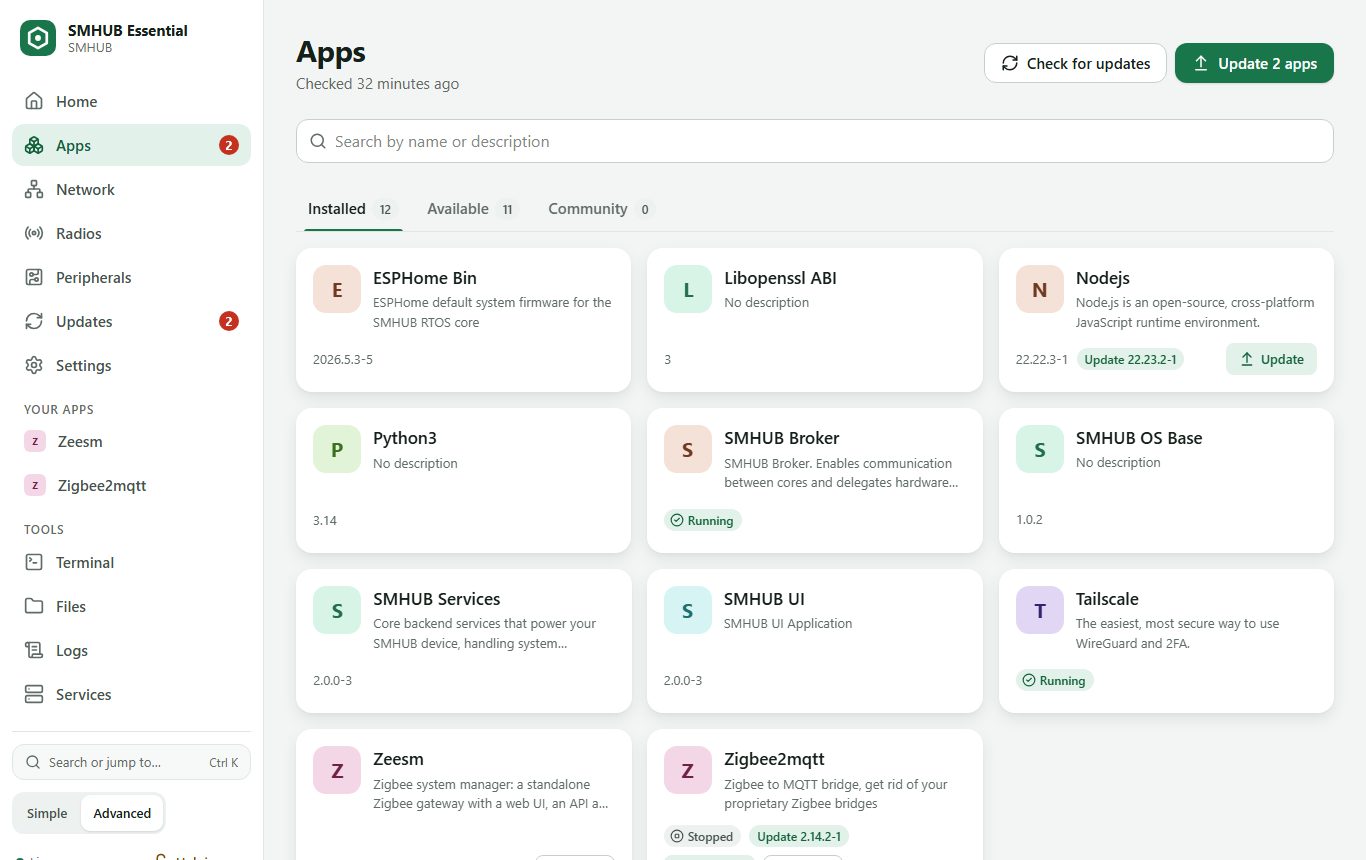 SMHUB Essential
SMHUB
Home
Apps 2
Network
Radios
Peripherals
Updates 2
Settings
YOUR APPS
Z Zeesm
Z Zigbee2mqtt
TOOLS
Terminal
Files
Logs
Services
Search or jump to... Ctrl K
Simple Advanced
Apps
Checked 32 minutes ago
Check for updates
Update 2 apps
Search by name or description
Installed 12 Available 11 Community 0
E
ESPHome Bin
ESPHome default system firmware for the
SMHUB RTOS core
2026.5.3-5
L
Libopenssl ABI
No description
3
N
Nodejs
Node.js is an open-source, cross-platform
JavaScript runtime environment.
22.22.3-1 Update 22.23.2-1 Update
P
Python3
No description
3.14
S
SMHUB Broker
SMHUB Broker. Enables communication
between cores and delegates hardware...
Running
S
SMHUB OS Base
No description
1.0.2
S
SMHUB Services
Core backend services that power your
SMHUB device, handling system...
2.0.0-3
S
SMHUB UI
SMHUB UI Application
2.0.0-3
T
Tailscale
The easiest, most secure way to use
WireGuard and 2FA.
Running
Z
Zeesm
Zigbee system manager: a standalone
Zigbee gateway with a web UI, an API a...
Z
Zigbee2mqtt
Zigbee to MQTT bridge, get rid of your
proprietary Zigbee bridges
Stopped Update 2.14.2-1